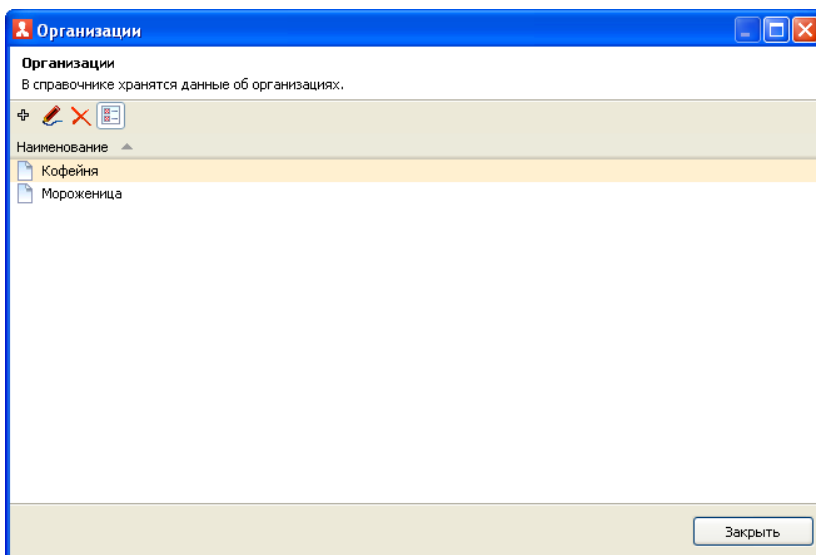 Организации
Организации
В справочнике хранятся данные об организациях.
Наименование
Кофейня
Мороженица
Закрыть